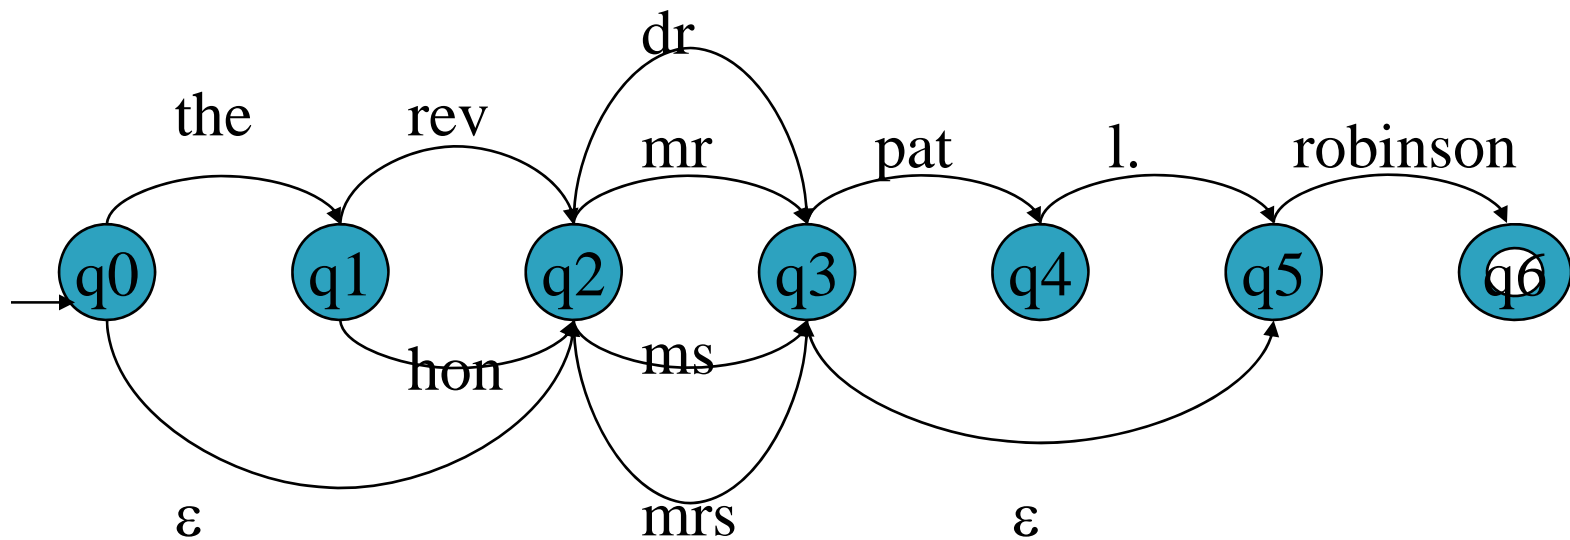 dr
the rev mr pat l. robinson
q0 q1 q2 q3 q4 q5 q6
hon ms
ε mrs ε